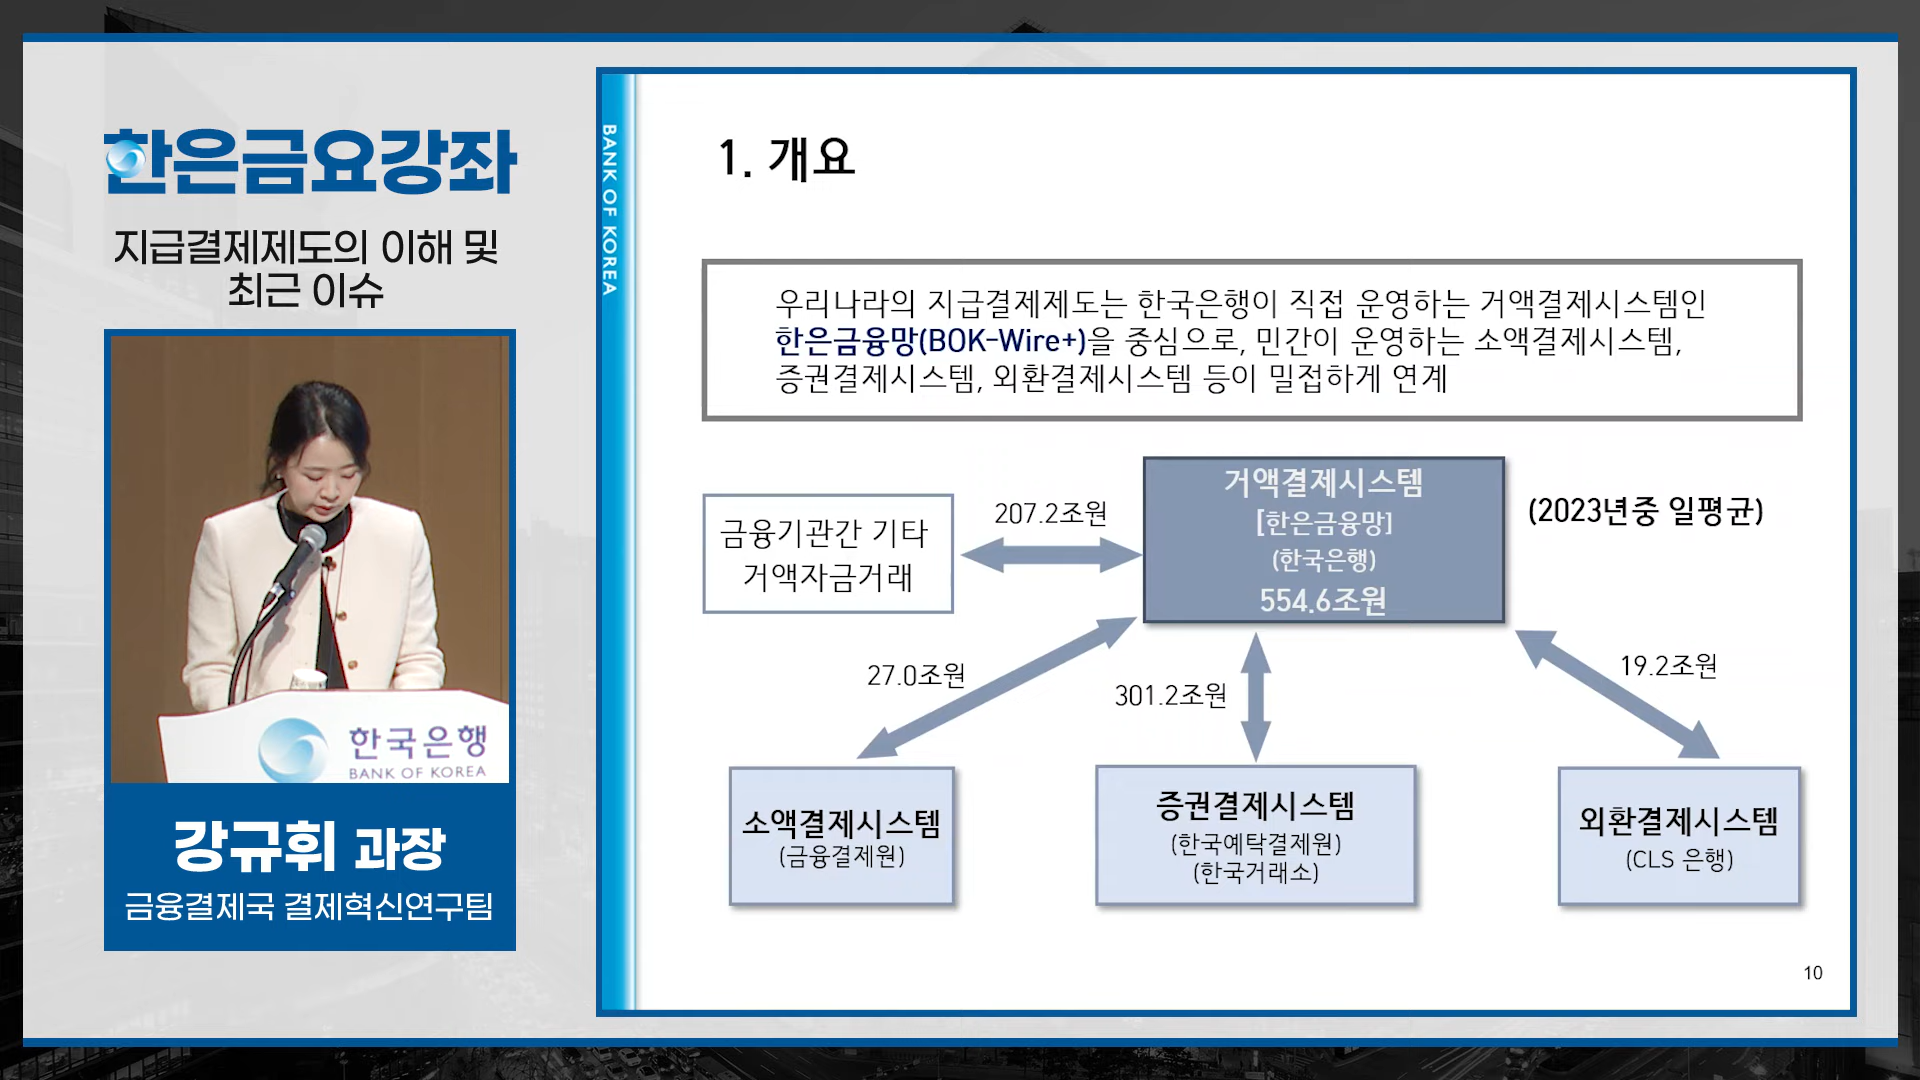 한은금요강좌
지급결제제도의 이해 및
최근 이슈
한국은행
BANK OF KOREA
강규휘 과장
금융결제국 결제혁신연구팀
BANK OF KOREA
1. 개요
우리나라의 지급결제제도는 한국은행이 직접 운영하는 거액결제시스템인
한은금융망(BOK-Wire+)을 중심으로, 민간이 운영하는 소액결제시스템,
증권결제시스템, 외환결제시스템 등이 밀접하게 연계
금융기관간 기타
거액자금거래
207.2조원
거액결제시스템
[한은금융망]
(한국은행)
554.6조원
(2023년중 일평균)
27.0조원
301.2조원
19.2조원
소액결제시스템
(금융결제원)
증권결제시스템
(한국예탁결제원)
(한국거래소)
외환결제시스템
(CLS 은행)
10